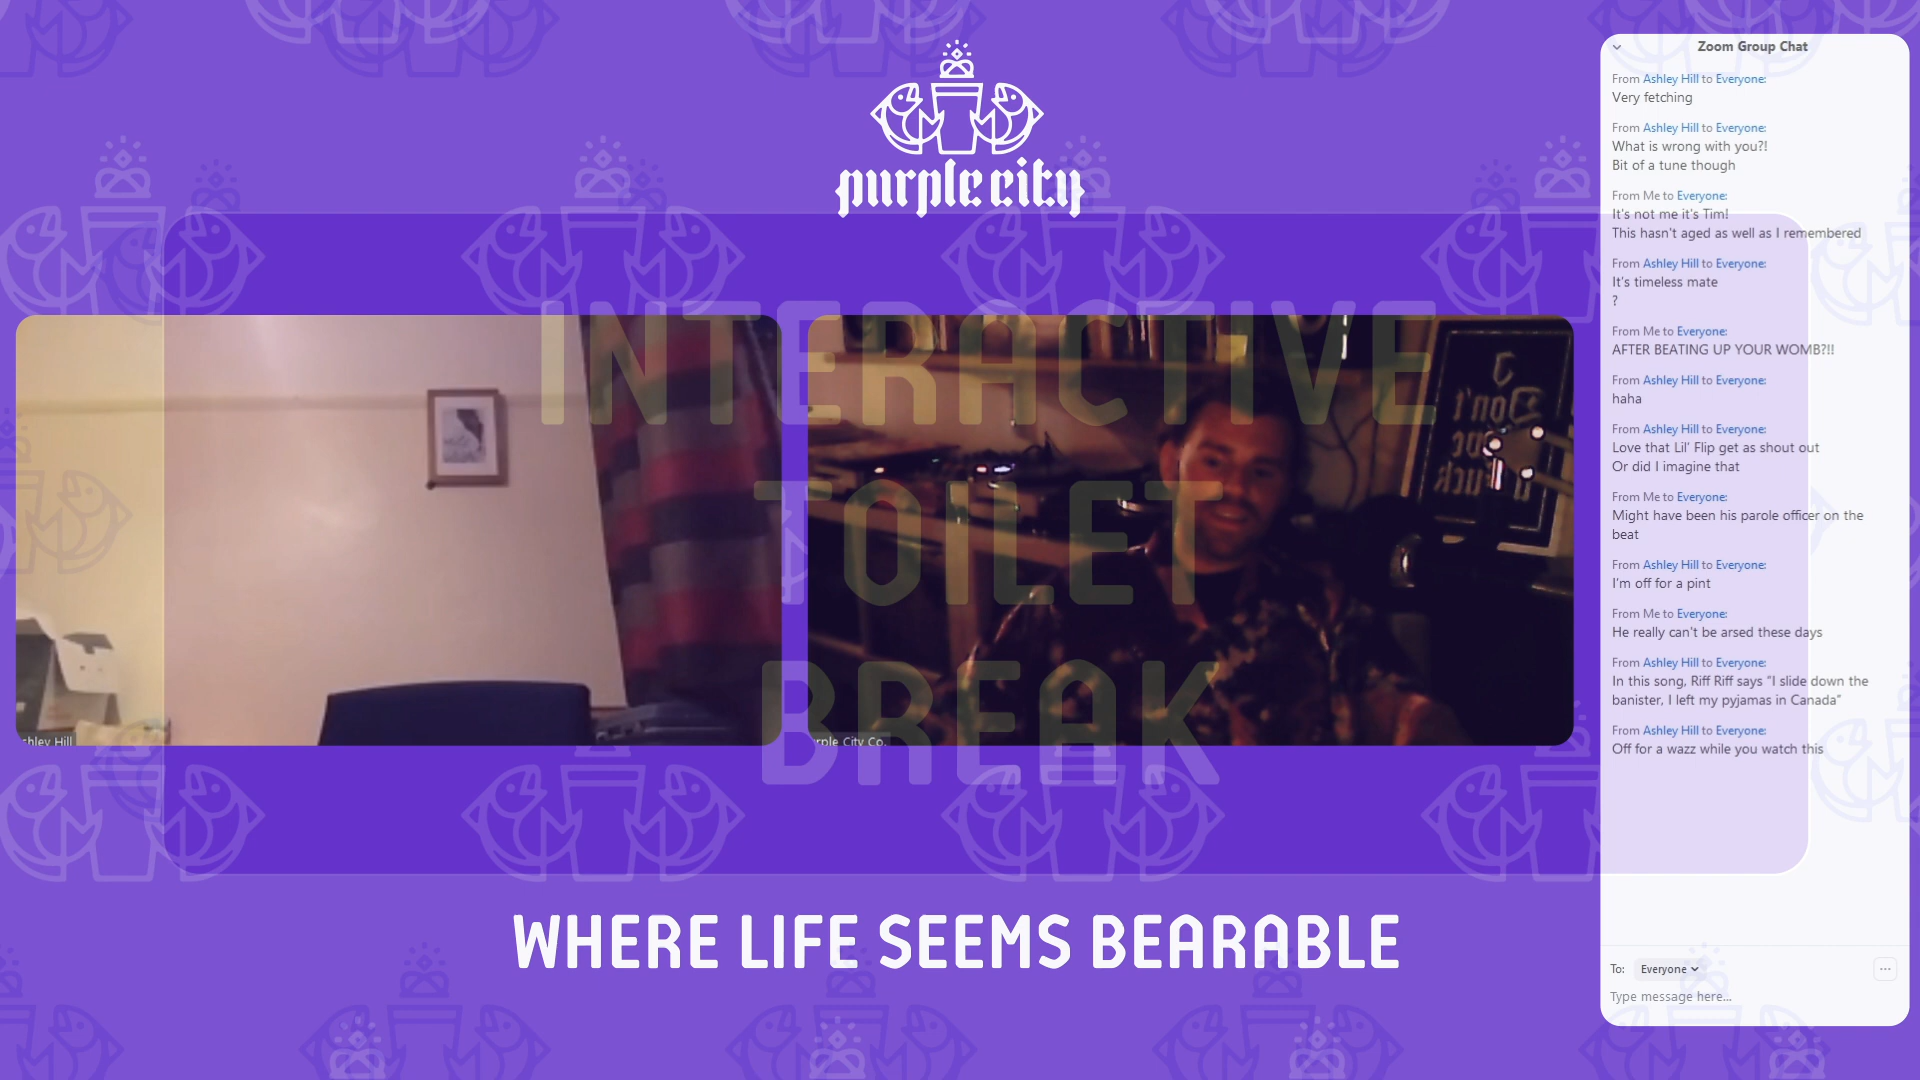 purple city
INTERACTIVE
TOILET
BREAK
shley Hill
rple City Co.
WHERE LIFE SEEMS BEARABLE
Zoom Group Chat
From Ashley Hill to Everyone:
Very fetching
From Ashley Hill to Everyone:
What is wrong with you?!
Bit of a tune though
From Me to Everyone:
It's not me it's Tim!
This hasn't aged as well as I remembered
From Ashley Hill to Everyone:
It's timeless mate
?
From Me to Everyone:
AFTER BEATING UP YOUR WOMB?!!
From Ashley Hill to Everyone:
haha
From Ashley Hill to Everyone:
Love that Lil' Flip get as shout out
Or did I imagine that
From Me to Everyone:
Might have been his parole officer on the
beat
From Ashley Hill to Everyone:
I'm off for a pint
From Me to Everyone:
He really can't be arsed these days
From Ashley Hill to Everyone:
In this song, Riff Riff says "I slide down the
banister, I left my pyjamas in Canada"
From Ashley Hill to Everyone:
Off for a wazz while you watch this
To: Everyone
Type message here...